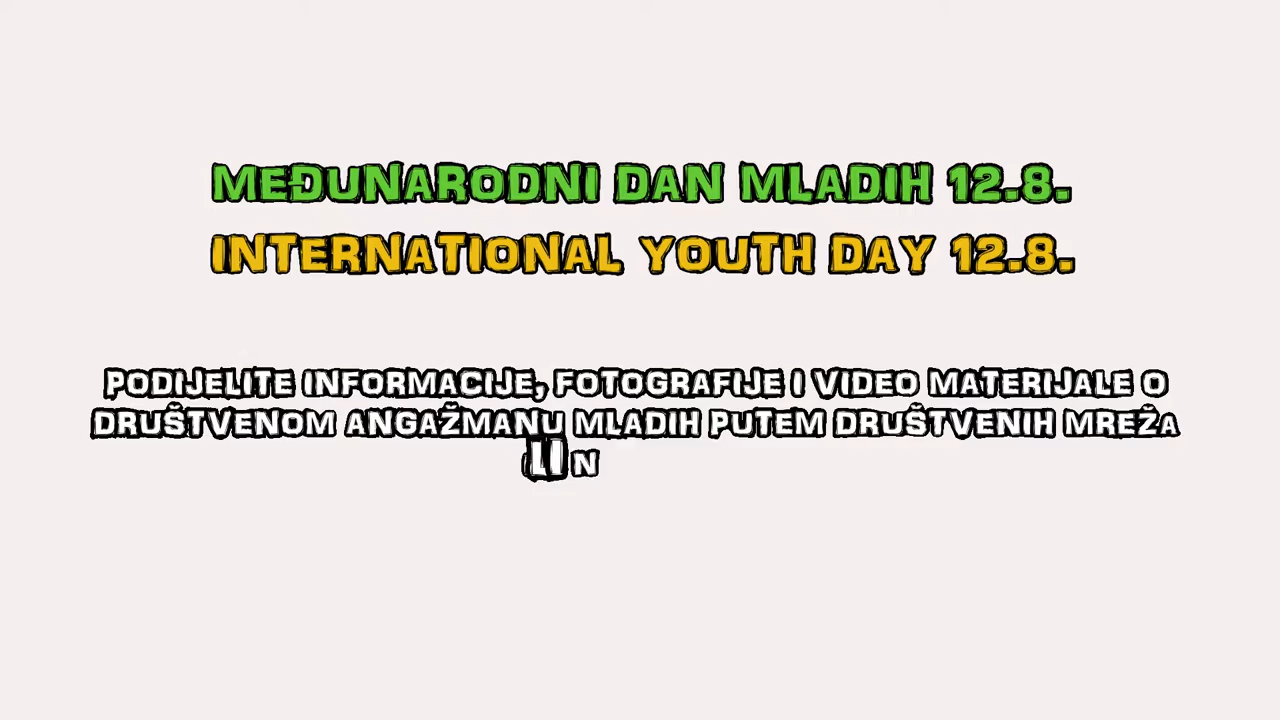 MEĐUNARODNI DAN MLADIH 12.8.
INTERNATIONAL YOUTH DAY 12.8.
PODIJELITE INFORMACIJE, FOTOGRAFIJE I VIDEO MATERIJALE O
DRUŠTVENOM ANGAŽMANU MLADIH PUTEM DRUŠTVENIH MREŽA